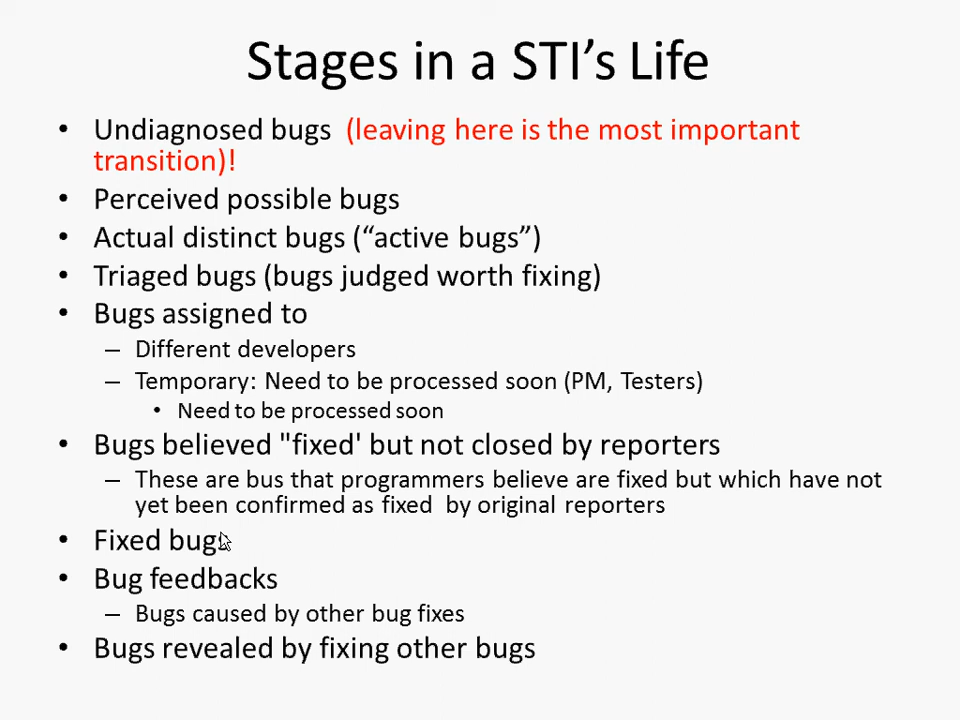 Stages in a STI’s Life
• Undiagnosed bugs (leaving here is the most important
transition)!
• Perceived possible bugs
• Actual distinct bugs (“active bugs”)
• Triaged bugs (bugs judged worth fixing)
• Bugs assigned to
– Different developers
– Temporary: Need to be processed soon (PM, Testers)
• Need to be processed soon
• Bugs believed "fixed' but not closed by reporters
– These are bus that programmers believe are fixed but which have not
yet been confirmed as fixed by original reporters
• Fixed bugs
• Bug feedbacks
– Bugs caused by other bug fixes
• Bugs revealed by fixing other bugs